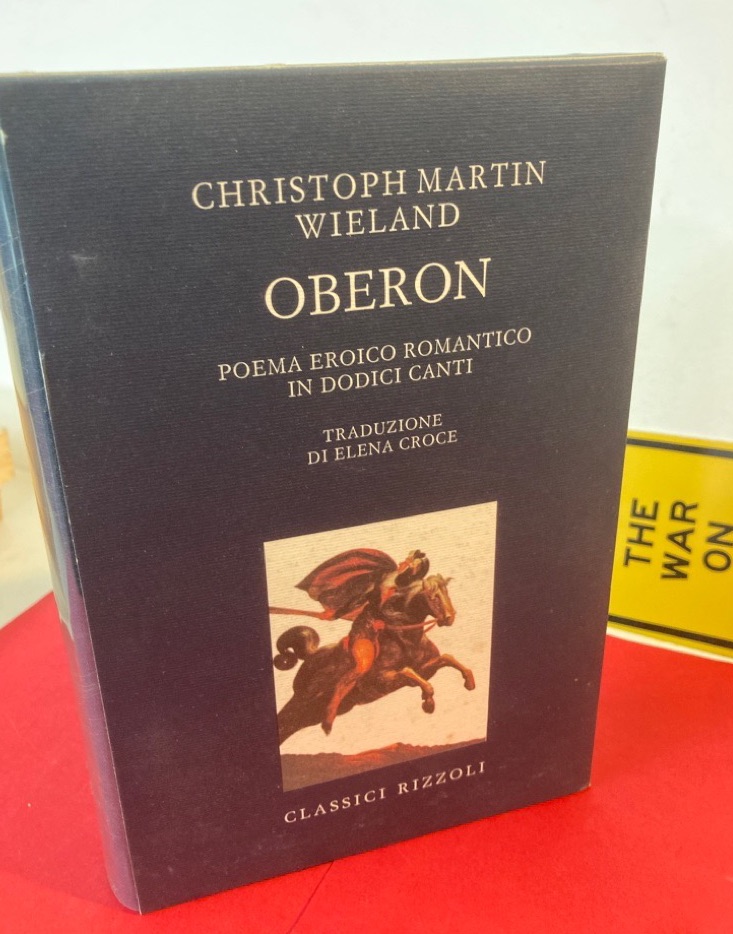 CHRISTOPH MARTIN
WIELAND
OBERON
POEMA EROICO ROMANTICO
IN DODICI CANTI
TRADUZIONE
DI ELENA CROCE
CLASSICI RIZZOLI
THE
WAR
ON